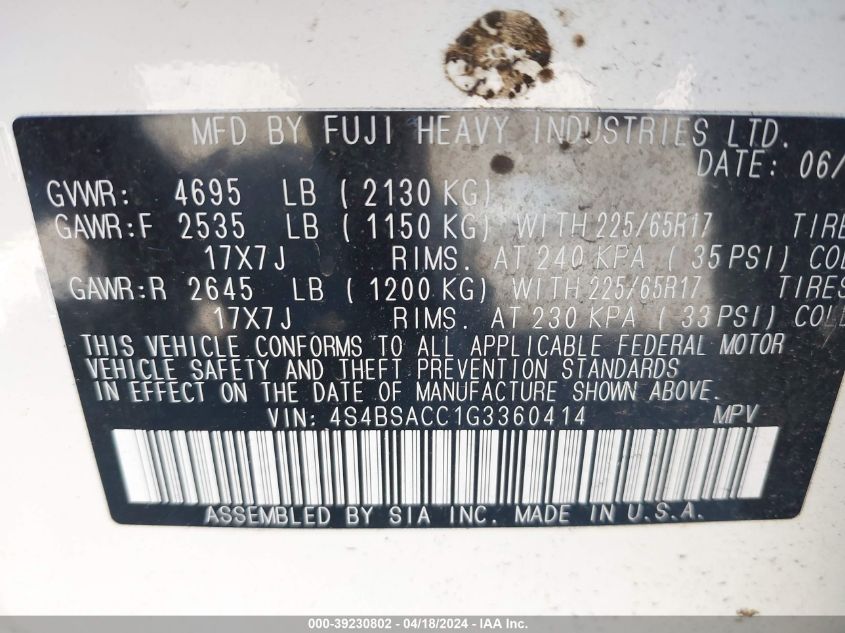 MFD BY FUJI HEAVY INDUSTRIES LTD.
DATE: 06/
GVWR: 4695 LB ( 2130 KG)
GAWR:F 2535 LB ( 1150 KG) WITH 225/65R17 TIRE
17X7J RIMS. AT 240 KPA ( 35 PSI) COL
GAWR:R 2645 LB ( 1200 KG) WITH 225/65R17 TIRES
17X7J RIMS. AT 230 KPA ( 33 PSI) COLD
THIS VEHICLE CONFORMS TO ALL APPLICABLE FEDERAL MOTOR
VEHICLE SAFETY AND THEFT PREVENTION STANDARDS
IN EFFECT ON THE DATE OF MANUFACTURE SHOWN ABOVE.
VIN: 4S4BSACC1G3360414 MPV
ASSEMBLED BY SIA INC. MADE IN U.S.A.
000-39230802 - 04/18/2024 - Copyright IAA, Inc.